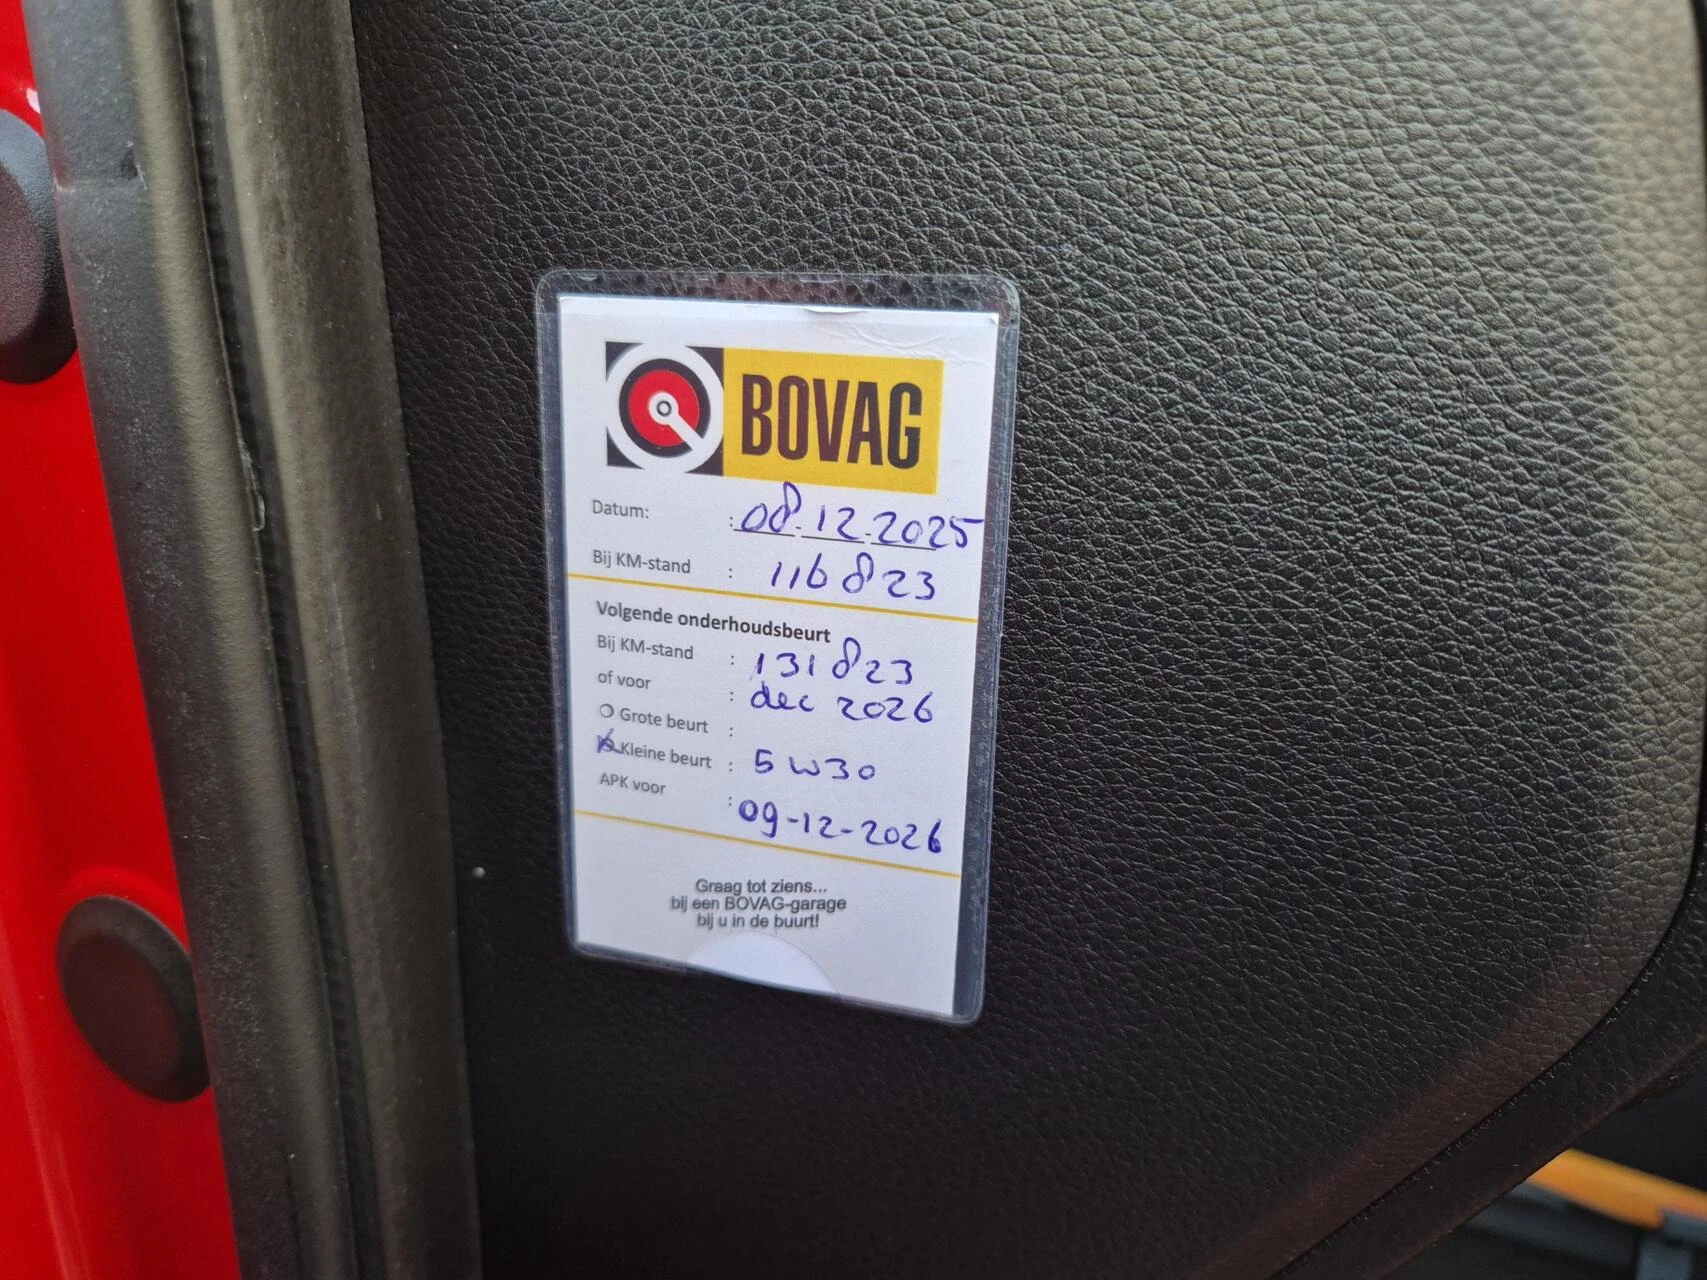 BOVAG
Datum: : 08-12-2025
Bij KM-stand : 116823
Volgende onderhoudsbeurt
Bij KM-stand : 131823
of voor : dec 2026
Grote beurt :
Kleine beurt : 5W30
APK voor : 09-12-2026
Graag tot ziens...
bij een BOVAG-garage
bij u in de buurt!